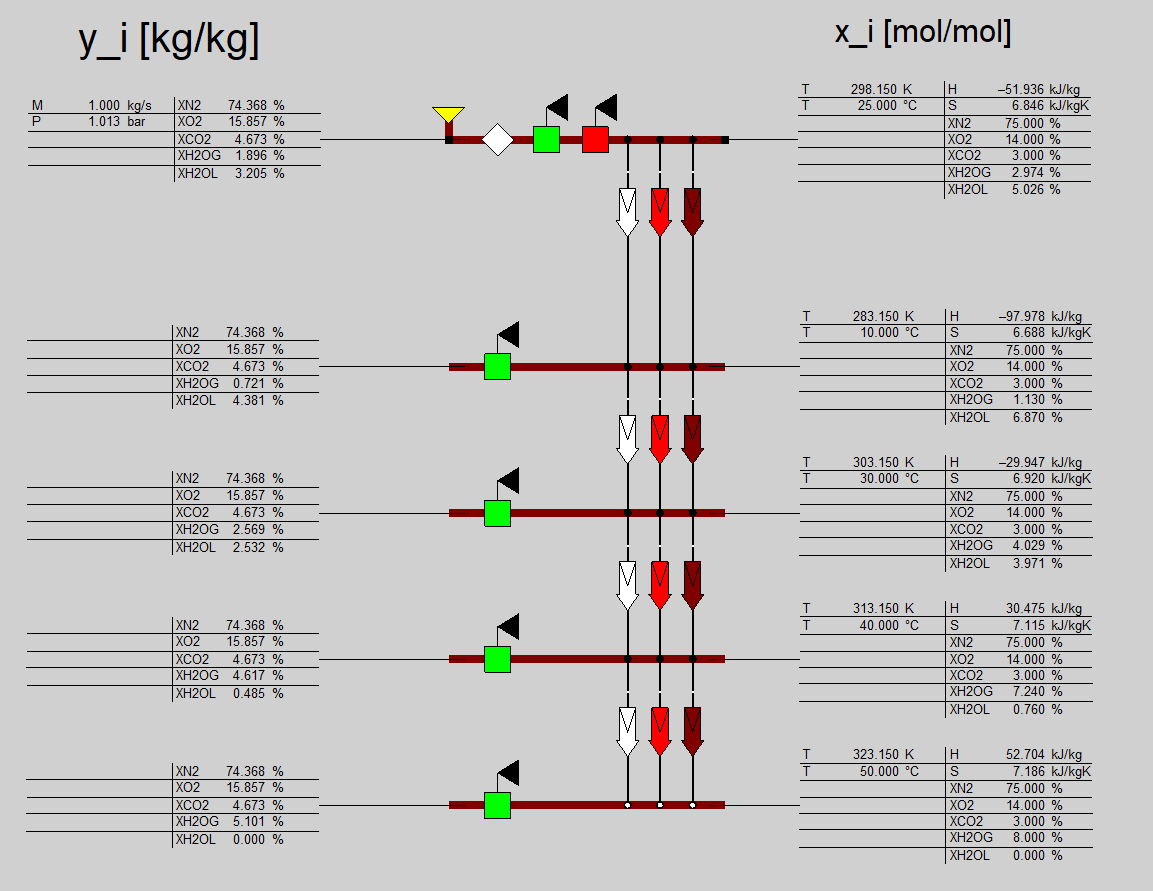 y_i [kg/kg]
x_i [mol/mol]
M 1.000 kg/s XN2 74.368 %
P 1.013 bar XO2 15.857 %
XCO2 4.673 %
XH2OG 1.896 %
XH2OL 3.205 %
T 298.150 K H –51.936 kJ/kg
T 25.000 °C S 6.846 kJ/kgK
XN2 75.000 %
XO2 14.000 %
XCO2 3.000 %
XH2OG 2.974 %
XH2OL 5.026 %
V V V
XN2 74.368 %
XO2 15.857 %
XCO2 4.673 %
XH2OG 0.721 %
XH2OL 4.381 %
T 283.150 K H –97.978 kJ/kg
T 10.000 °C S 6.688 kJ/kgK
XN2 75.000 %
XO2 14.000 %
XCO2 3.000 %
XH2OG 1.130 %
XH2OL 6.870 %
V V V
XN2 74.368 %
XO2 15.857 %
XCO2 4.673 %
XH2OG 2.569 %
XH2OL 2.532 %
T 303.150 K H –29.947 kJ/kg
T 30.000 °C S 6.920 kJ/kgK
XN2 75.000 %
XO2 14.000 %
XCO2 3.000 %
XH2OG 4.029 %
XH2OL 3.971 %
V V V
XN2 74.368 %
XO2 15.857 %
XCO2 4.673 %
XH2OG 4.617 %
XH2OL 0.485 %
T 313.150 K H 30.475 kJ/kg
T 40.000 °C S 7.115 kJ/kgK
XN2 75.000 %
XO2 14.000 %
XCO2 3.000 %
XH2OG 7.240 %
XH2OL 0.760 %
V V V
XN2 74.368 %
XO2 15.857 %
XCO2 4.673 %
XH2OG 5.101 %
XH2OL 0.000 %
T 323.150 K H 52.704 kJ/kg
T 50.000 °C S 7.186 kJ/kgK
XN2 75.000 %
XO2 14.000 %
XCO2 3.000 %
XH2OG 8.000 %
XH2OL 0.000 %